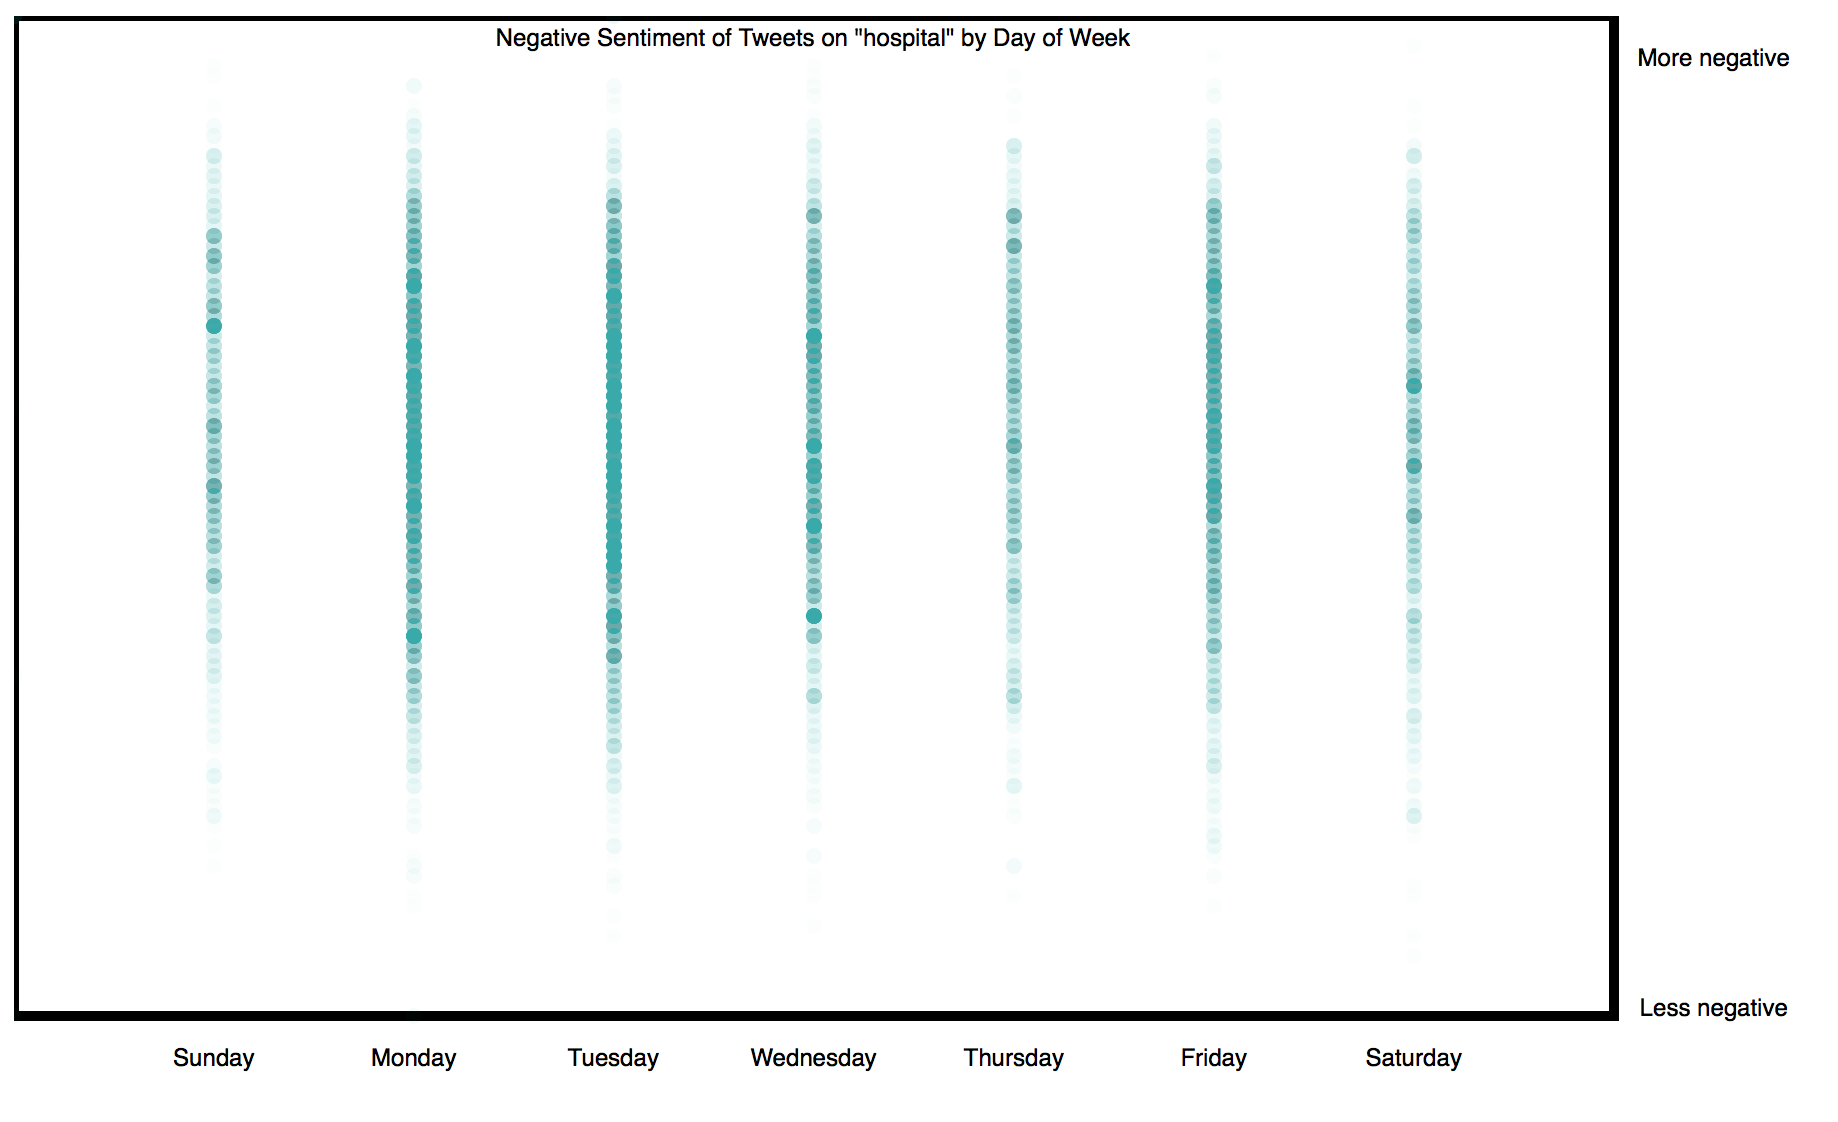 Negative Sentiment of Tweets on "hospital" by Day of Week
More negative
Less negative
Sunday Monday Tuesday Wednesday Thursday Friday Saturday